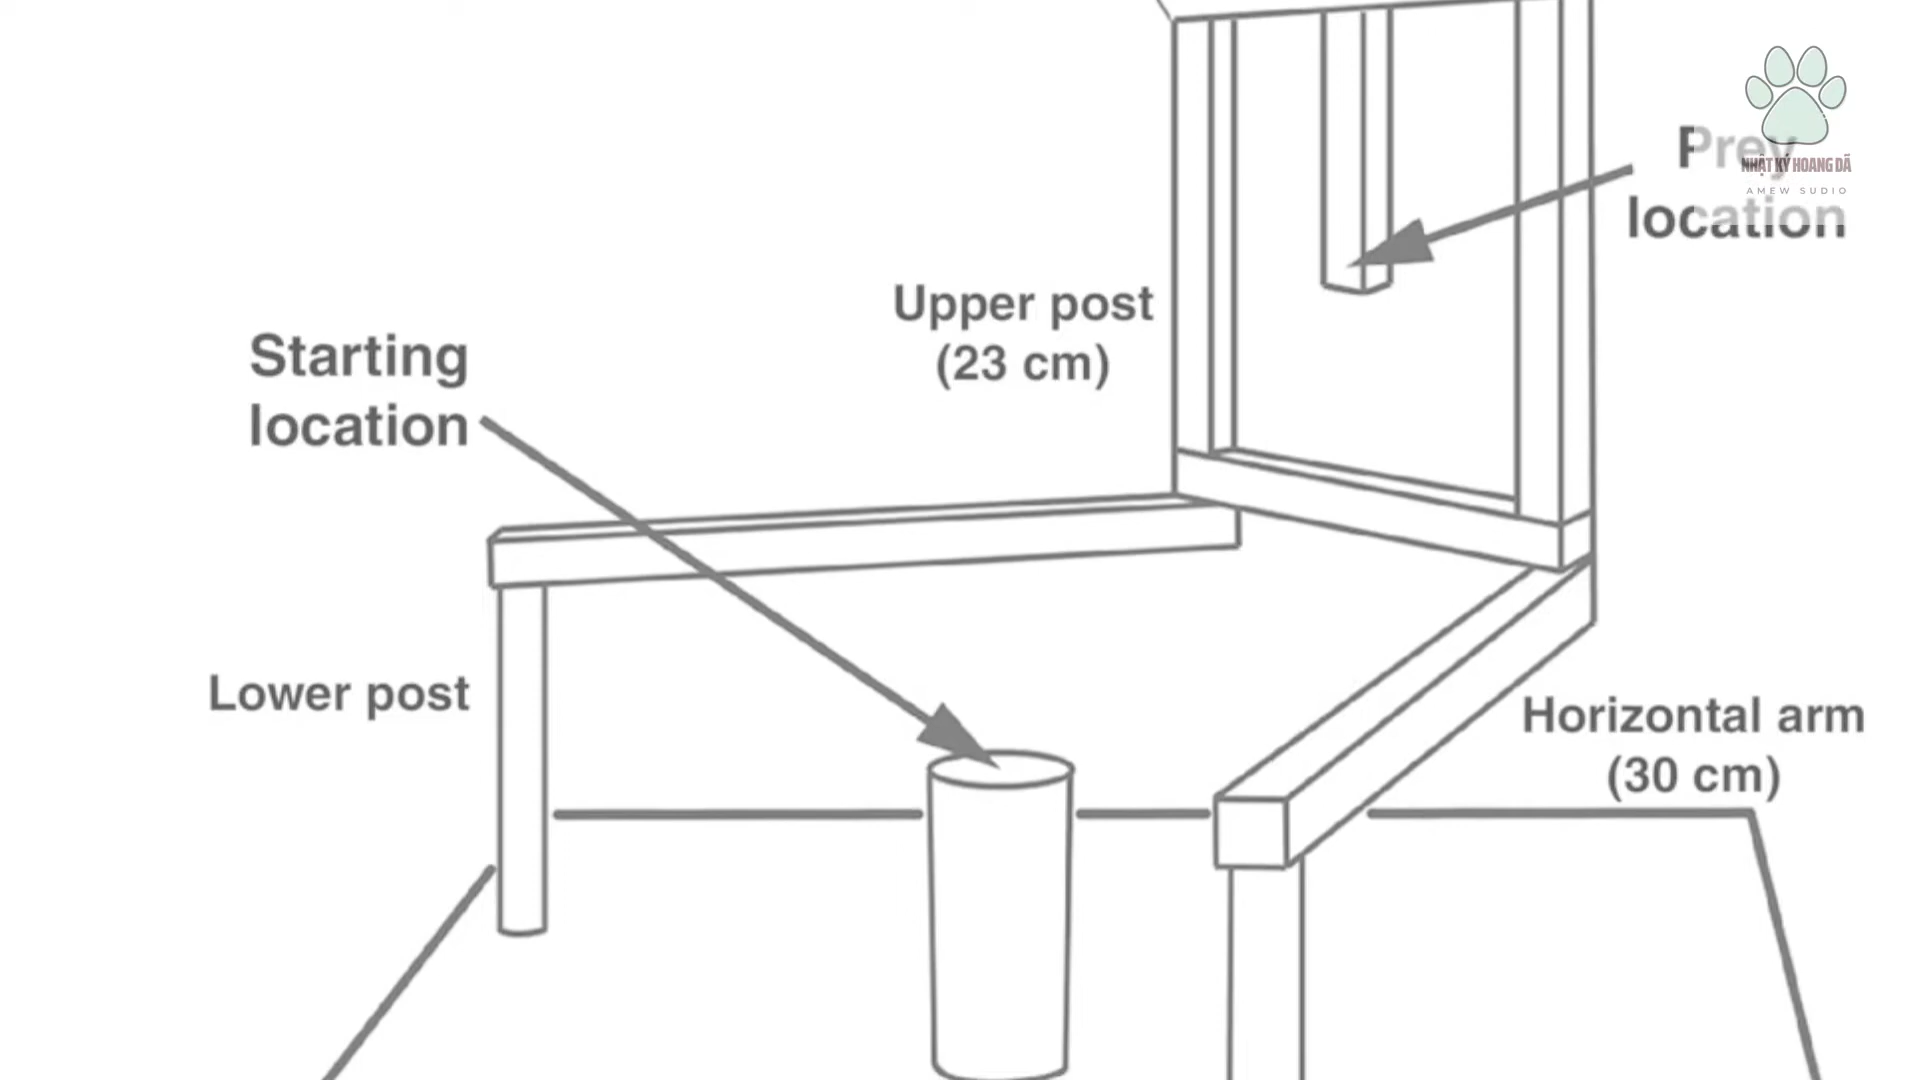 Prey
location
NHẬT KÝ HOANG DÃ
AMEW SUDIO
Upper post
(23 cm)
Starting
location
Lower post
Horizontal arm
(30 cm)